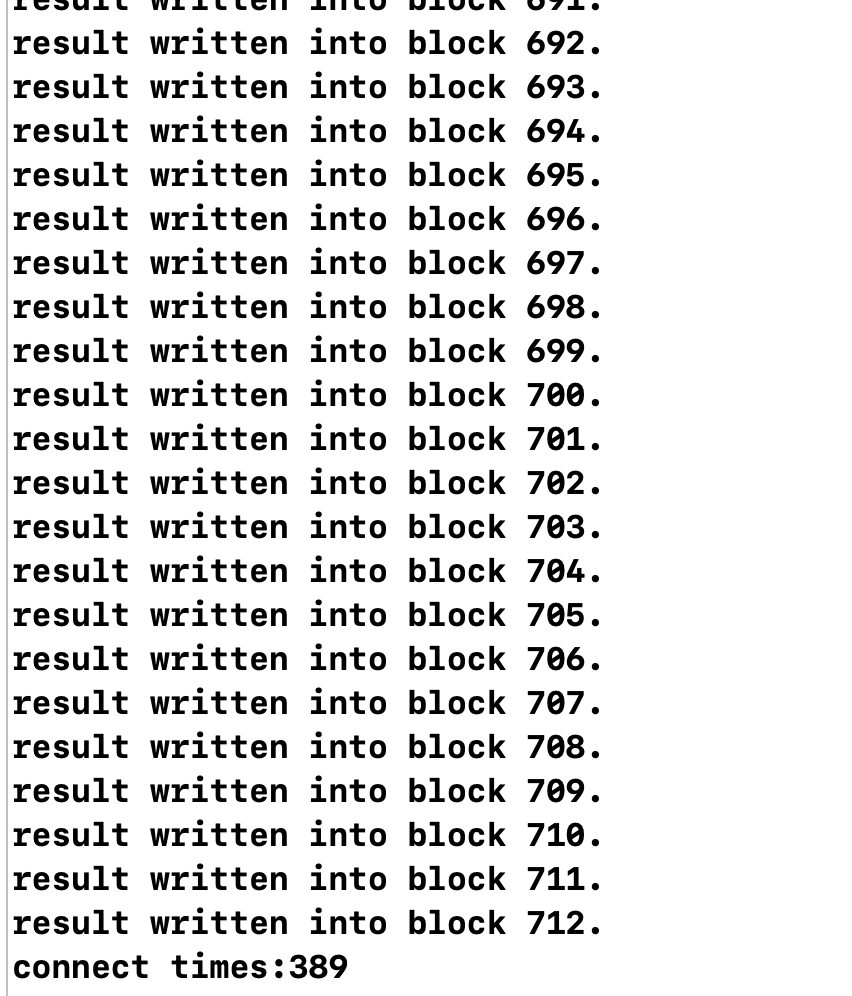 result written into block 691.
result written into block 692.
result written into block 693.
result written into block 694.
result written into block 695.
result written into block 696.
result written into block 697.
result written into block 698.
result written into block 699.
result written into block 700.
result written into block 701.
result written into block 702.
result written into block 703.
result written into block 704.
result written into block 705.
result written into block 706.
result written into block 707.
result written into block 708.
result written into block 709.
result written into block 710.
result written into block 711.
result written into block 712.
connect times:389